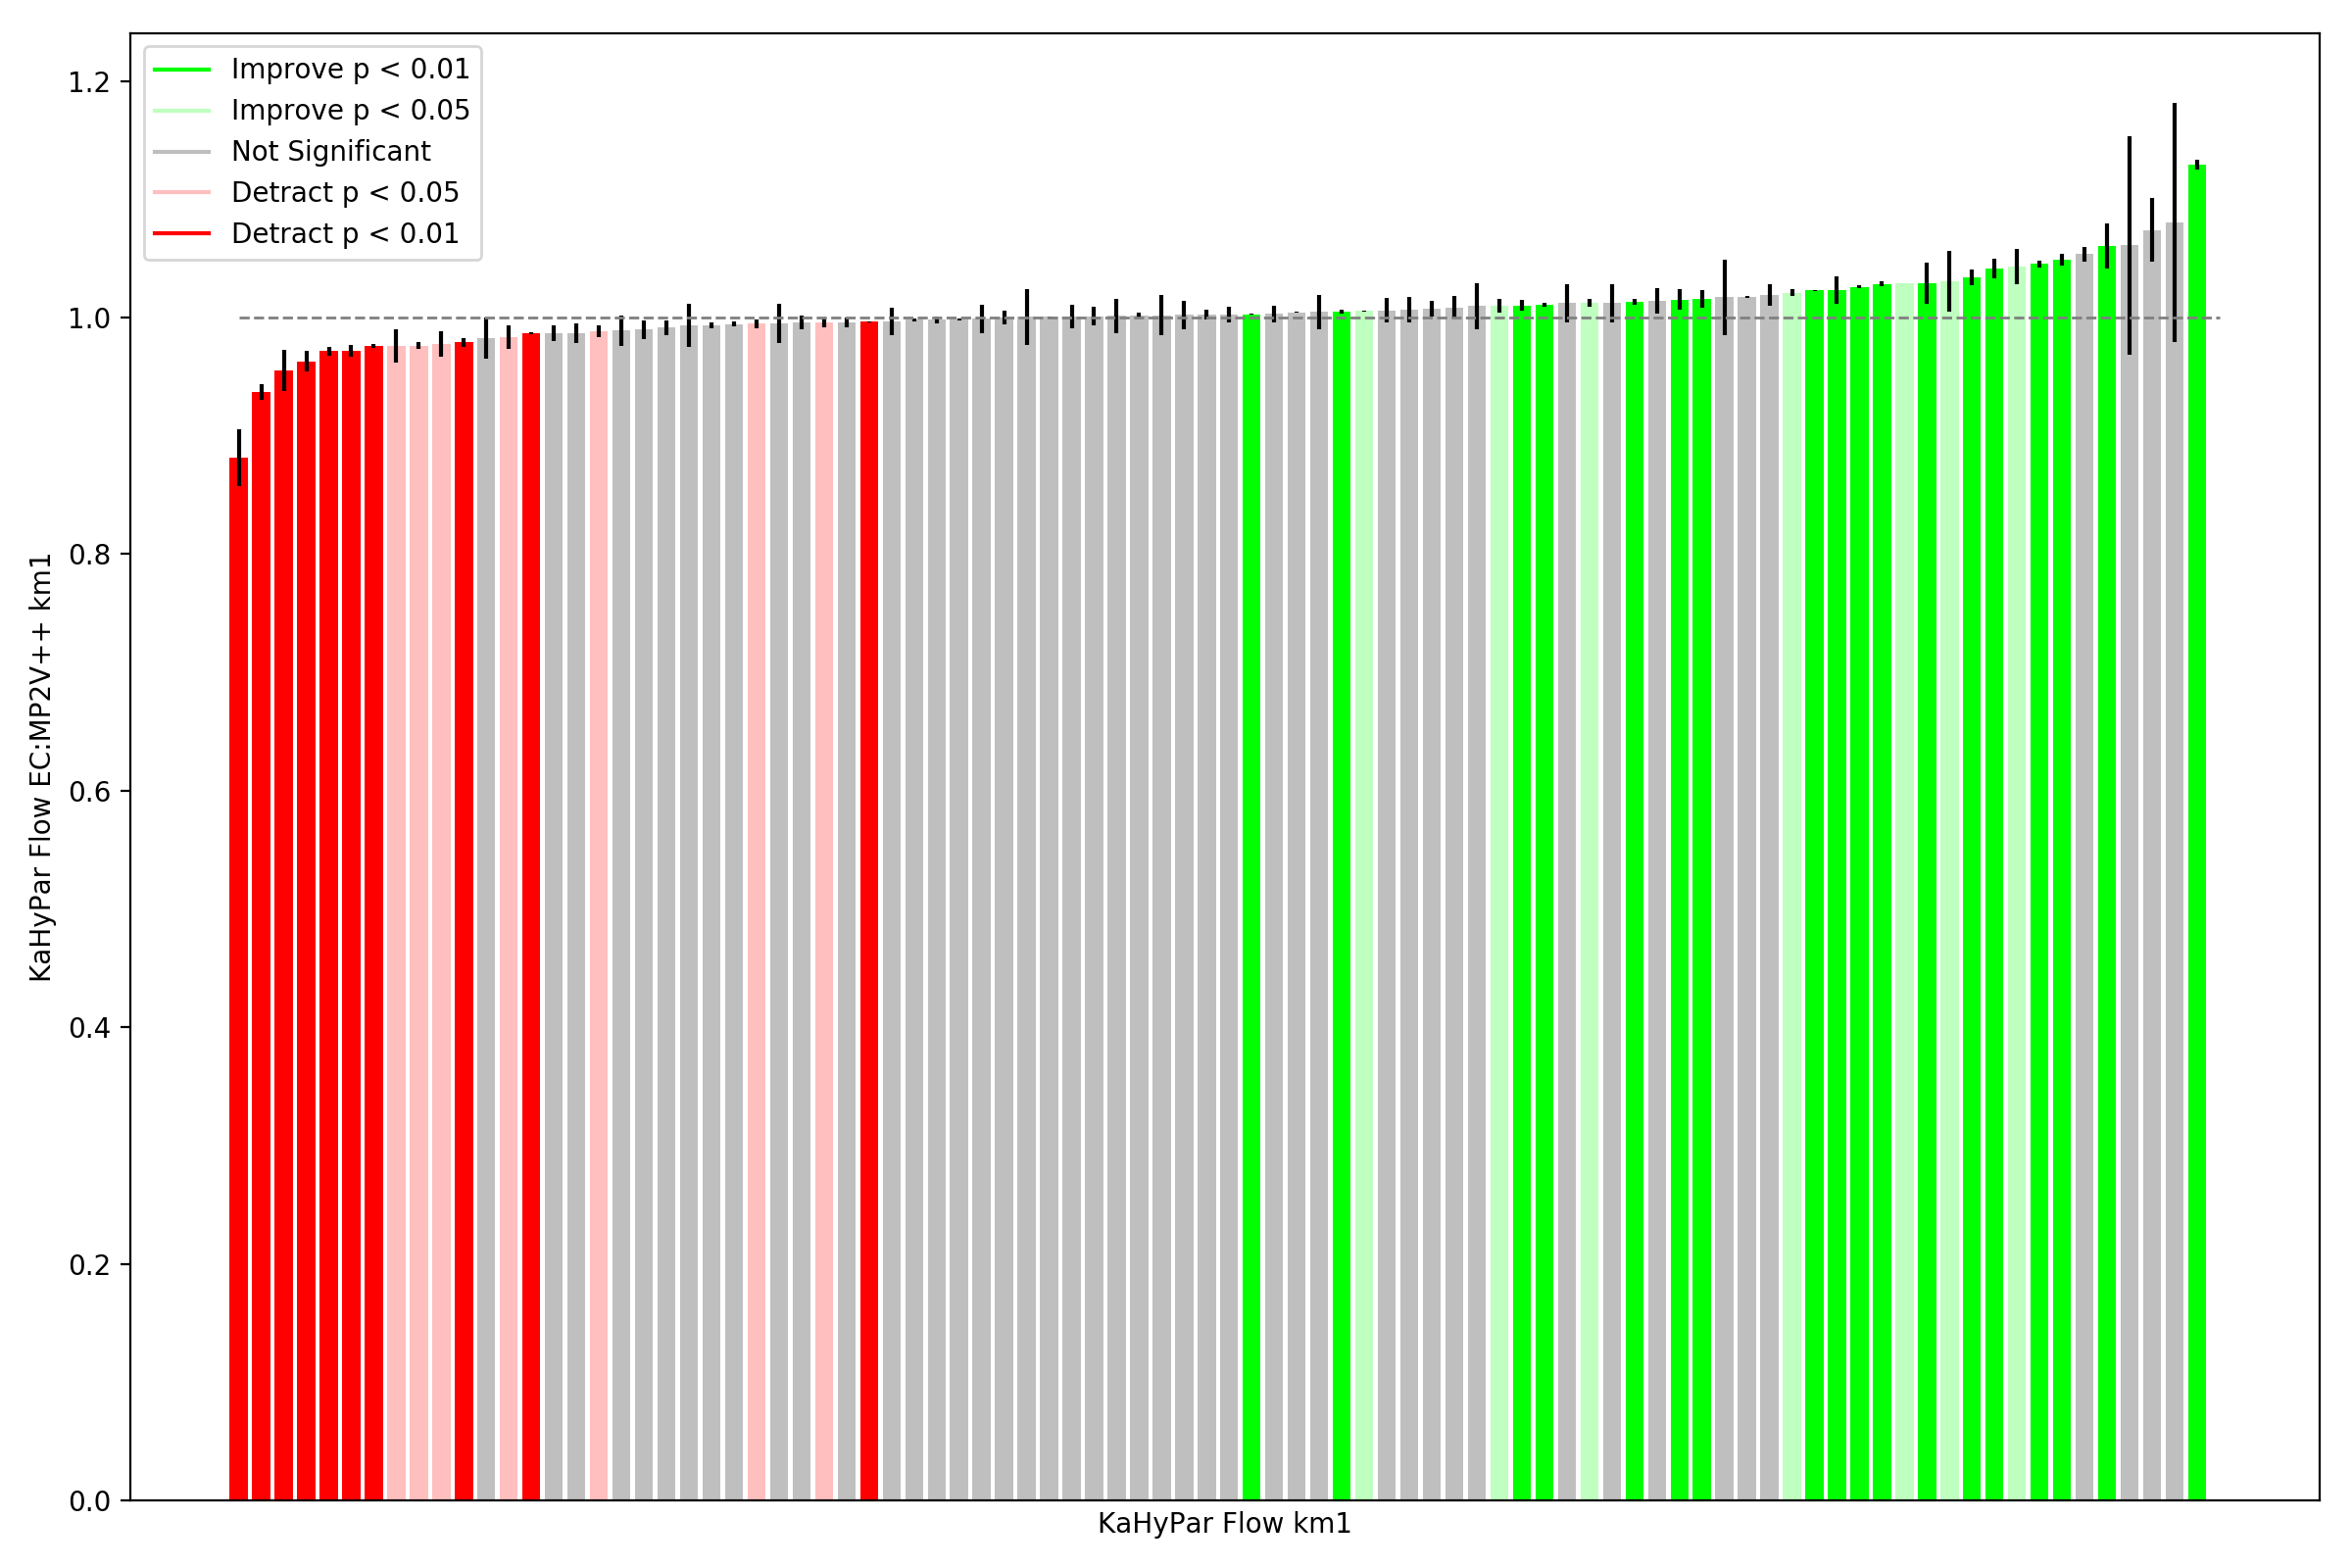 Improve p < 0.01
Improve p < 0.05
Not Significant
Detract p < 0.05
Detract p < 0.01
1.2
1.0
0.8
0.6
0.4
0.2
0.0
KaHyPar Flow EC:MP2V++ km1
KaHyPar Flow km1